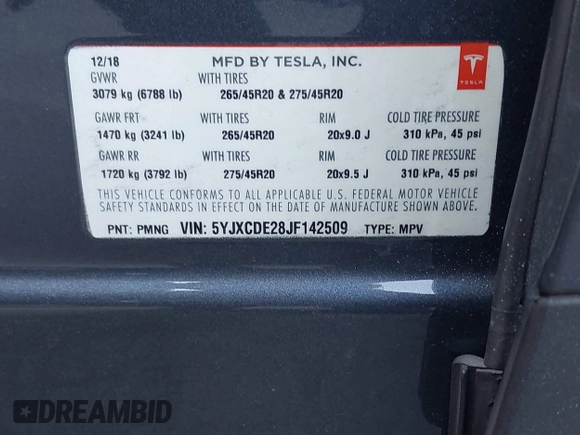 12/18 MFD BY TESLA, INC.
GVWR WITH TIRES
3079 kg (6788 lb) 265/45R20 & 275/45R20
TESLA
GAWR FRT WITH TIRES RIM COLD TIRE PRESSURE
1470 kg (3241 lb) 265/45R20 20x9.0 J 310 kPa, 45 psi
GAWR RR WITH TIRES RIM COLD TIRE PRESSURE
1720 kg (3792 lb) 275/45R20 20x9.5 J 310 kPa, 45 psi
THIS VEHICLE CONFORMS TO ALL APPLICABLE U.S. FEDERAL MOTOR VEHICLE
SAFETY STANDARDS IN EFFECT ON THE DATE OF MANUFACTURE SHOWN ABOVE.
PNT: PMNG VIN: 5YJXCDE28JF142509 TYPE: MPV
DREAMBID